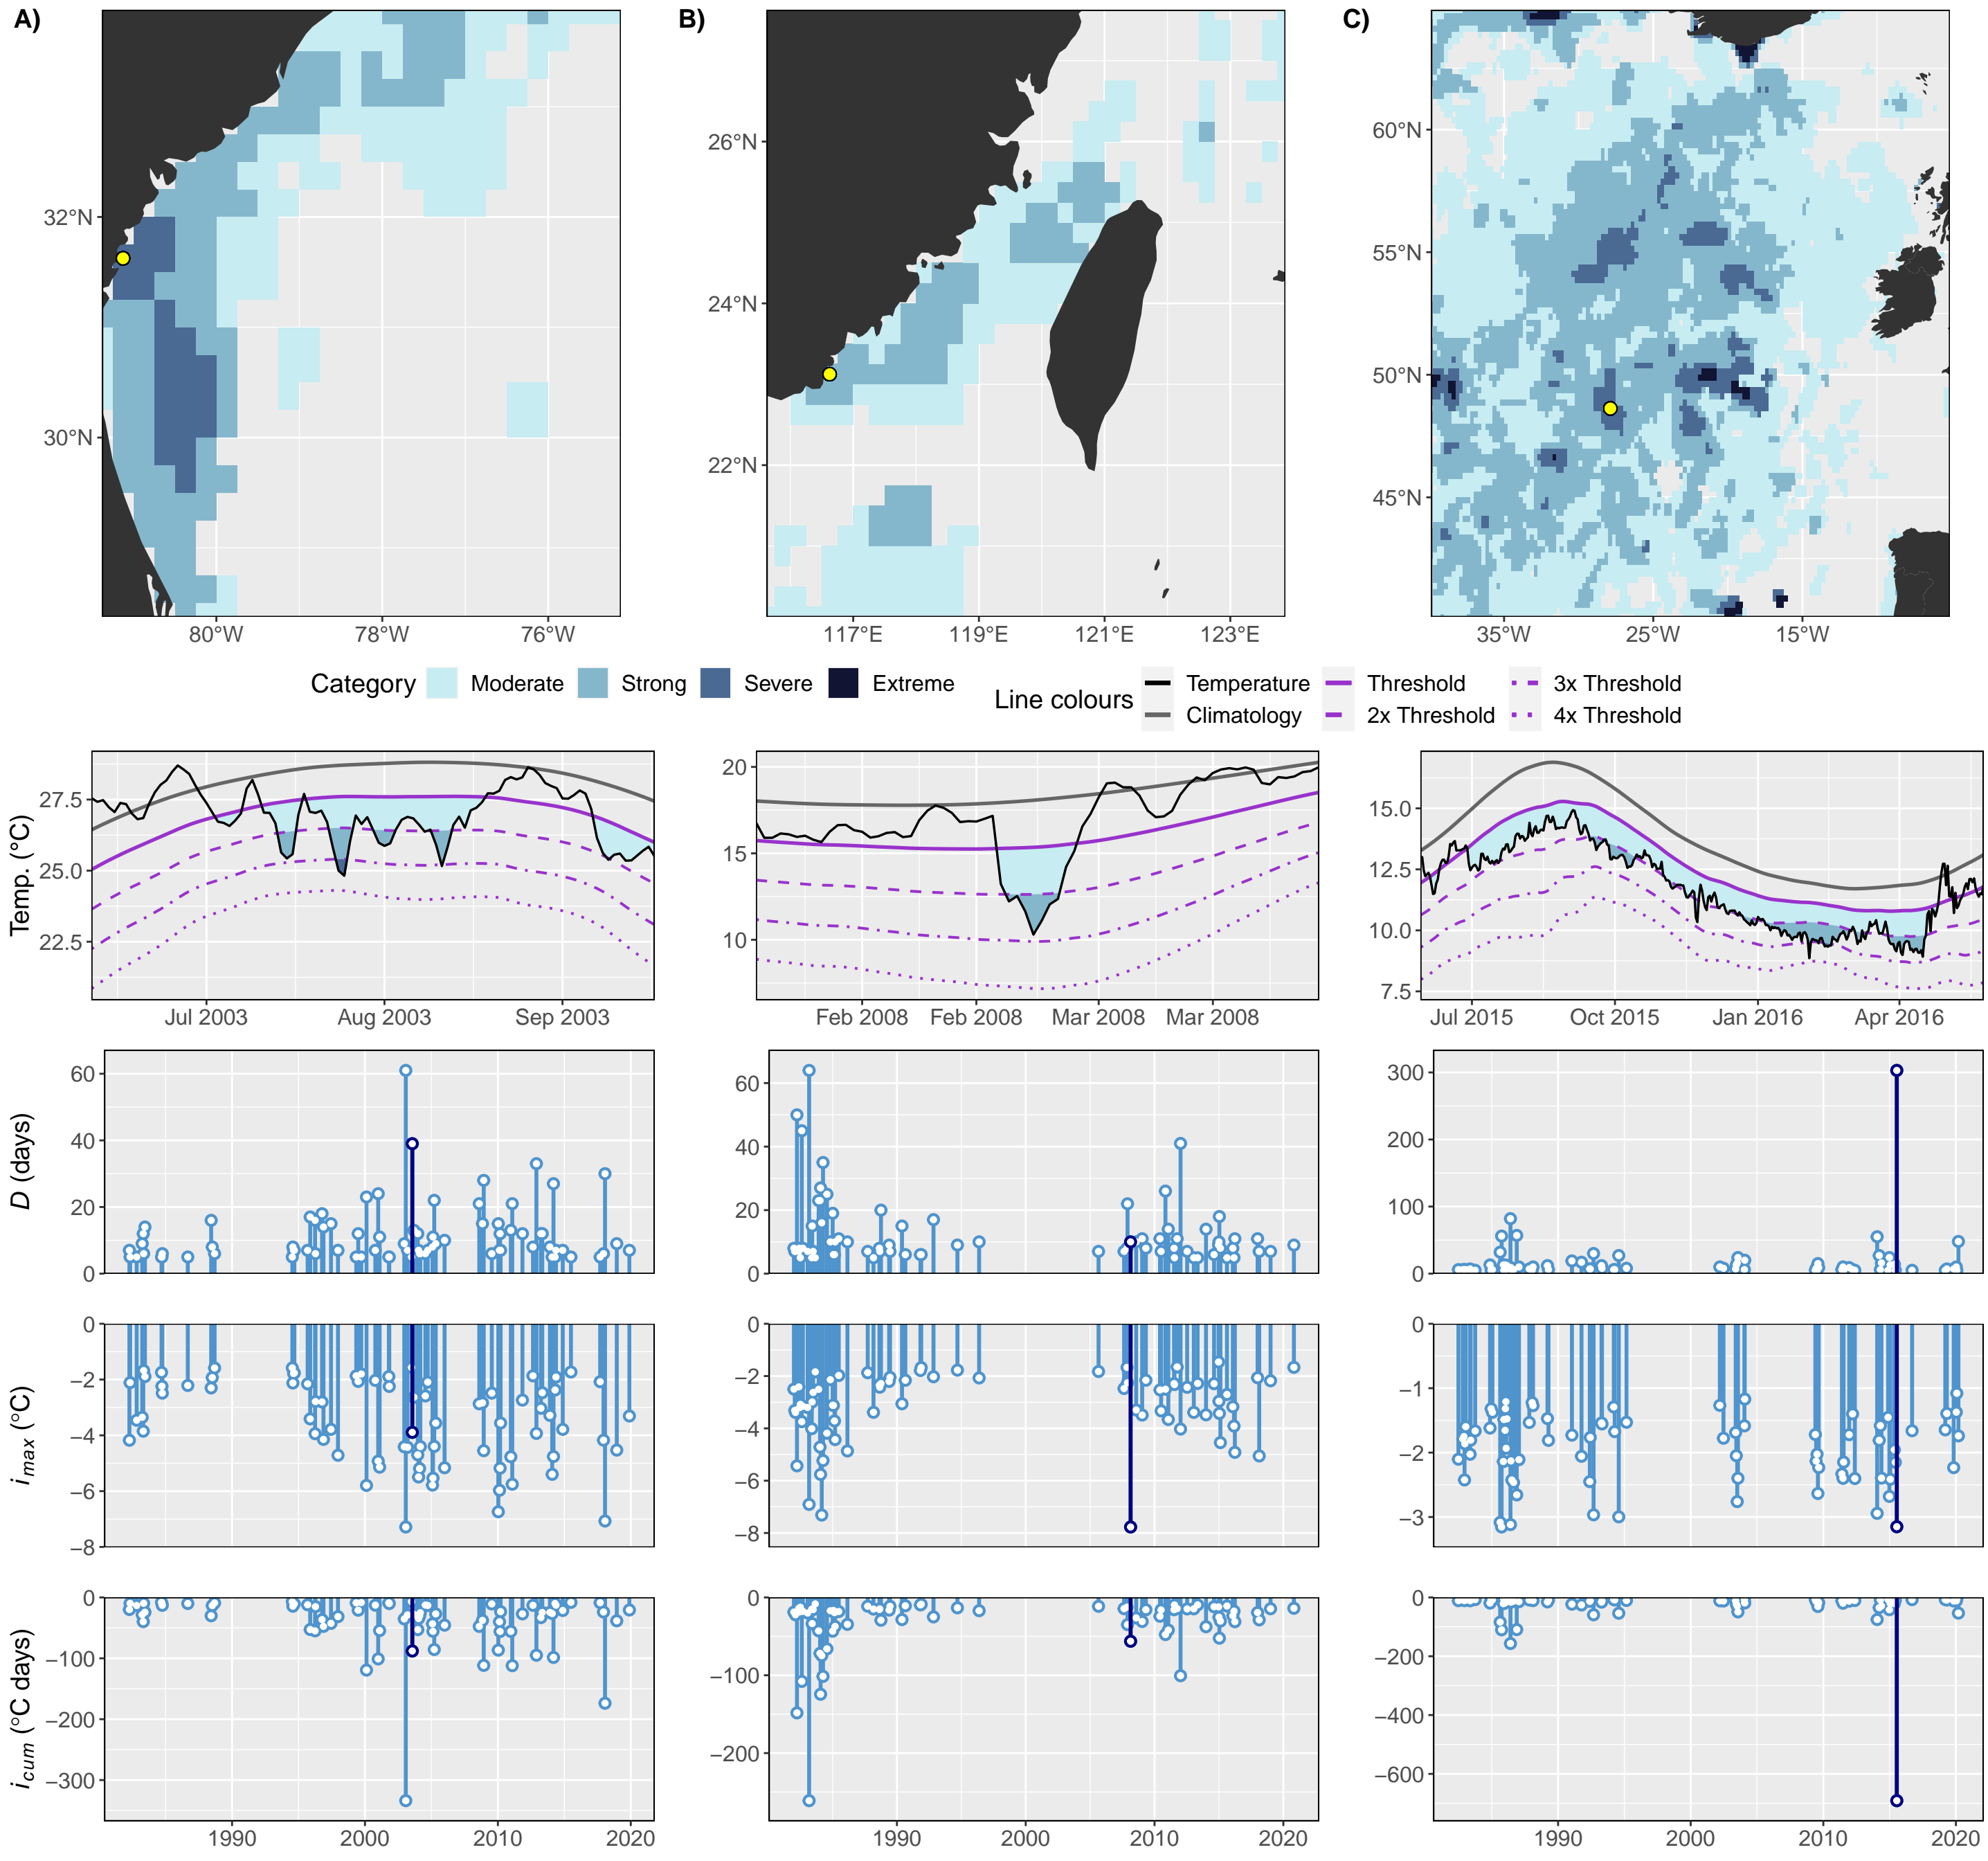 A)
B)
C)
32°N
30°N
80°W
78°W
76°W
26°N
24°N
22°N
117°E
119°E
121°E
123°E
60°N
55°N
50°N
45°N
35°W
25°W
15°W
Category Moderate Strong Severe Extreme
Line colours
Temperature Threshold 3x Threshold
Climatology 2x Threshold 4x Threshold
Temp. (°C)
27.5
25.0
22.5
Jul 2003 Aug 2003 Sep 2003
20
15
10
Feb 2008 Feb 2008 Mar 2008 Mar 2008
15.0
12.5
10.0
7.5
Jul 2015 Oct 2015 Jan 2016 Apr 2016
D (days)
60
40
20
0
60
40
20
0
300
200
100
0
imax (°C)
0
−2
−4
−6
−8
0
−2
−4
−6
−8
0
−1
−2
−3
icum (°C days)
0
−100
−200
−300
1990 2000 2010 2020
0
−100
−200
1990 2000 2010 2020
0
−200
−400
−600
1990 2000 2010 2020